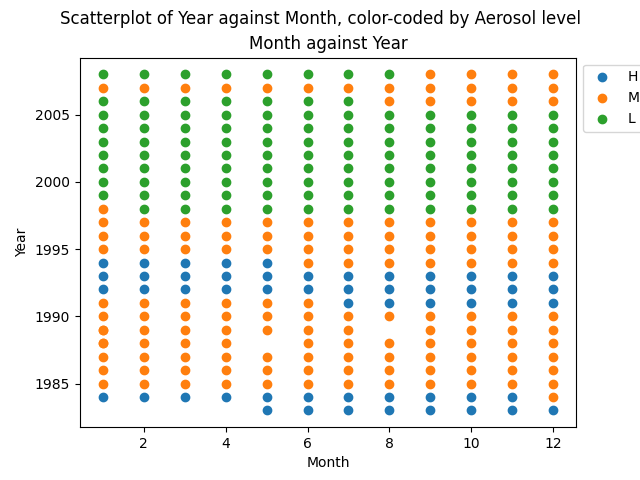 Scatterplot of Year against Month, color-coded by Aerosol level
Month against Year
H
M
L
2005
2000
1995
1990
1985
Year
2 4 6 8 10 12
Month